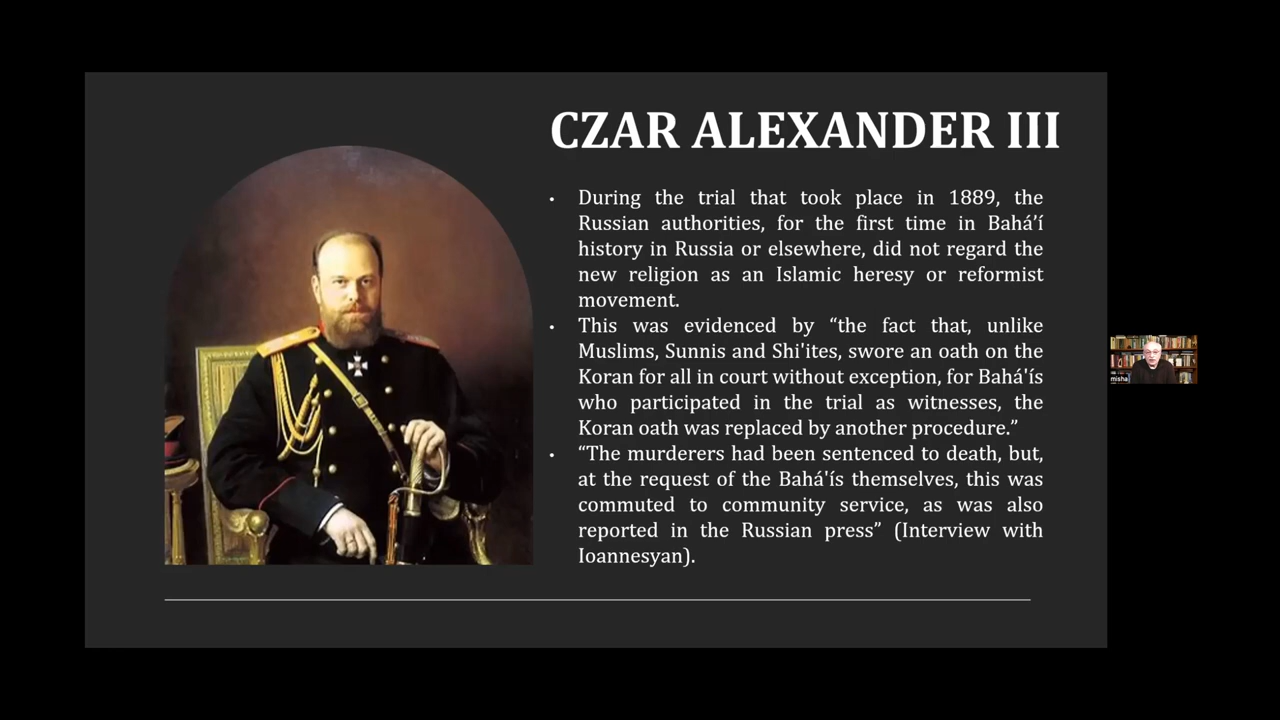 CZAR ALEXANDER III
• During the trial that took place in 1889, the
Russian authorities, for the first time in Bahá’í
history in Russia or elsewhere, did not regard the
new religion as an Islamic heresy or reformist
movement.
• This was evidenced by “the fact that, unlike
Muslims, Sunnis and Shi'ites, swore an oath on the
Koran for all in court without exception, for Bahá'ís
who participated in the trial as witnesses, the
Koran oath was replaced by another procedure.”
• “The murderers had been sentenced to death, but,
at the request of the Bahá'ís themselves, this was
commuted to community service, as was also
reported in the Russian press” (Interview with
Ioannesyan).
misha